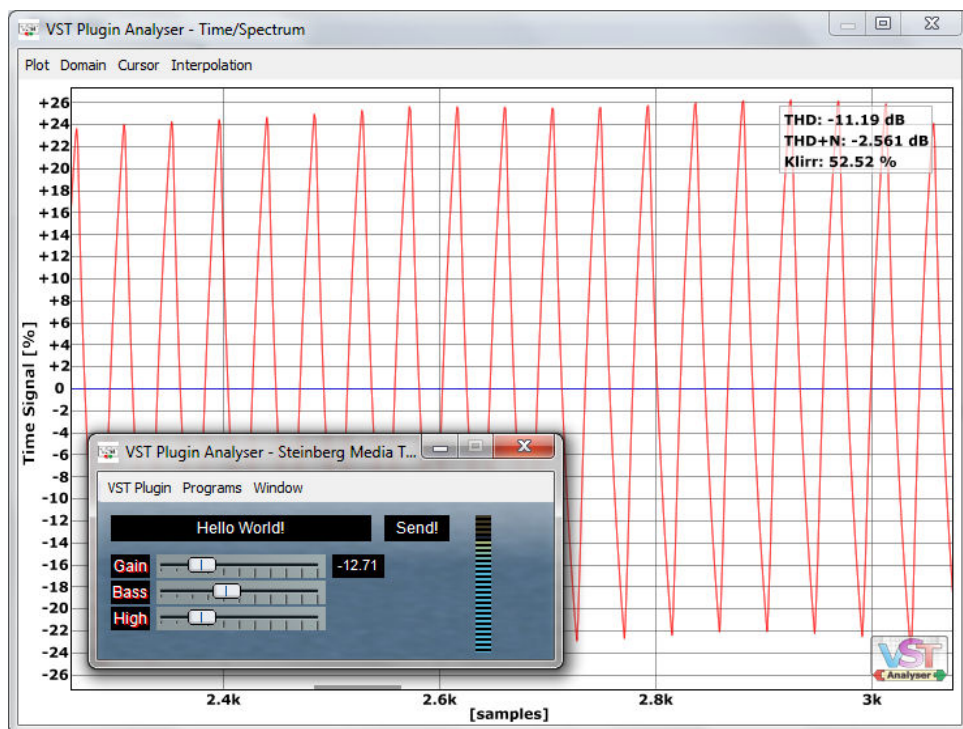 VST Plugin Analyser - Time/Spectrum
Plot Domain Cursor Interpolation
+26
+24
+22
+20
+18
+16
+14
+12
+10
+8
+6
+4
+2
0
-2
-4
-6
-8
-10
-12
-14
-16
-18
-20
-22
-24
-26
Time Signal [%]
THD: -11.19 dB
THD+N: -2.561 dB
Klirr: 52.52 %
VST Plugin Analyser - Steinberg Media T...
VST Plugin Programs Window
Hello World! Send!
Gain -12.71
Bass
High
VST
Analyser
2.4k 2.6k 2.8k 3k
[samples]